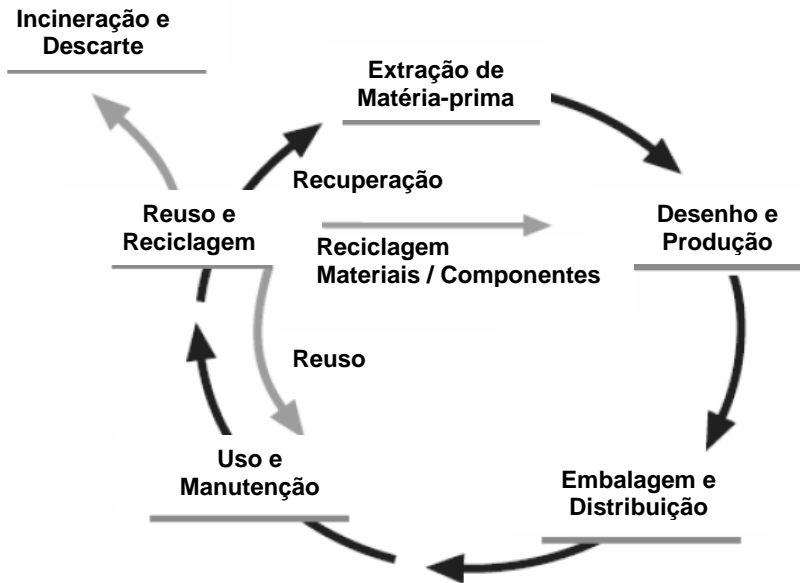 Incineração e
Descarte
Extração de
Matéria-prima
Recuperação
Reuso e
Reciclagem
Reciclagem
Materiais / Componentes
Desenho e
Produção
Reuso
Uso e
Manutenção
Embalagem e
Distribuição